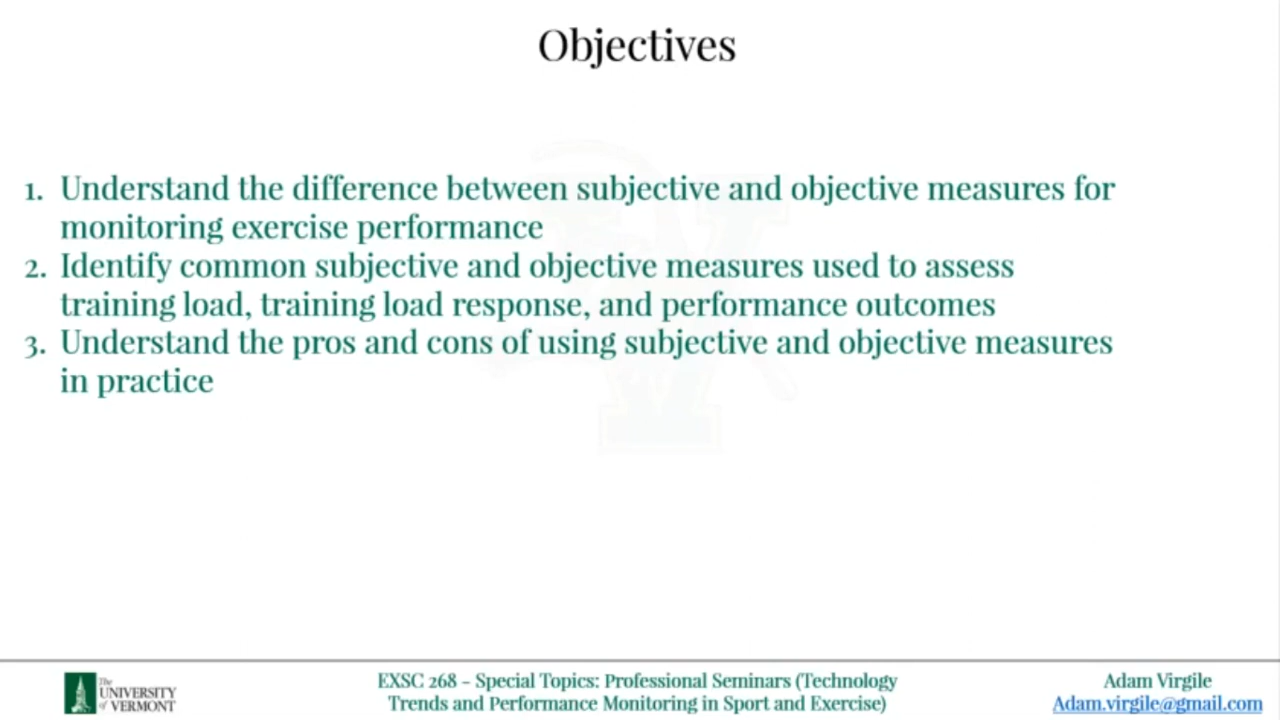 Objectives
1. Understand the difference between subjective and objective measures for
monitoring exercise performance
2. Identify common subjective and objective measures used to assess
training load, training load response, and performance outcomes
3. Understand the pros and cons of using subjective and objective measures
in practice
The
UNIVERSITY
of VERMONT
EXSC 268 – Special Topics: Professional Seminars (Technology
Trends and Performance Monitoring in Sport and Exercise)
Adam Virgile
Adam.virgile@gmail.com